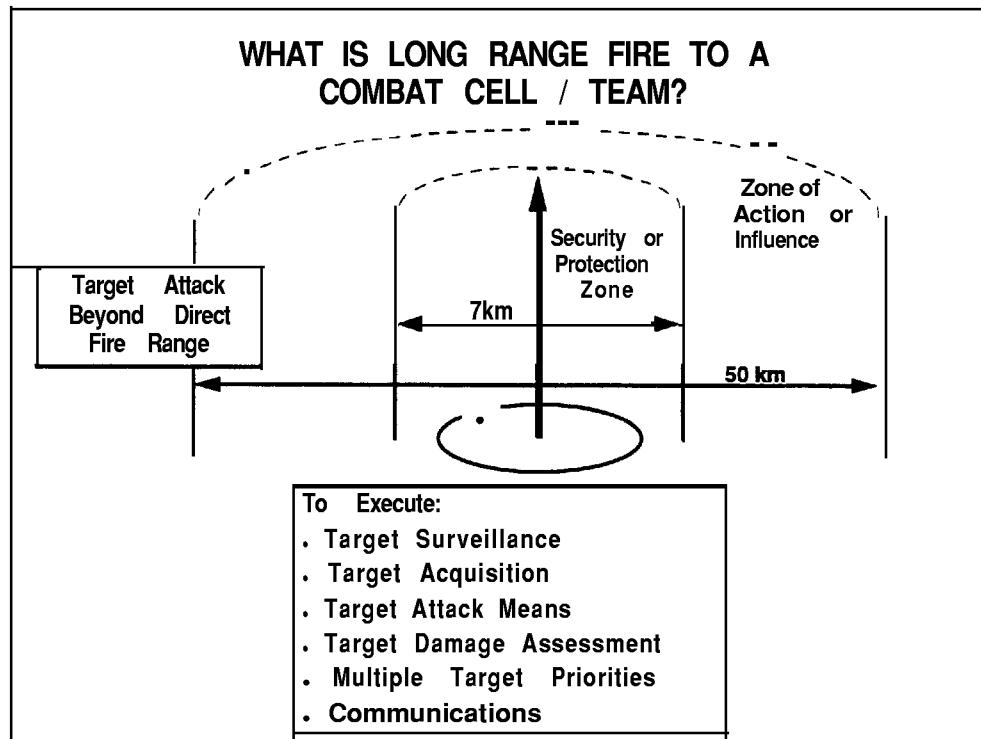 WHAT IS LONG RANGE FIRE TO A
COMBAT CELL / TEAM?
Zone of
Action or
Influence
Security or
Protection
Zone
Target Attack
Beyond Direct
Fire Range
7km
50 km
To Execute:
. Target Surveillance
. Target Acquisition
. Target Attack Means
. Target Damage Assessment
. Multiple Target Priorities
. Communications